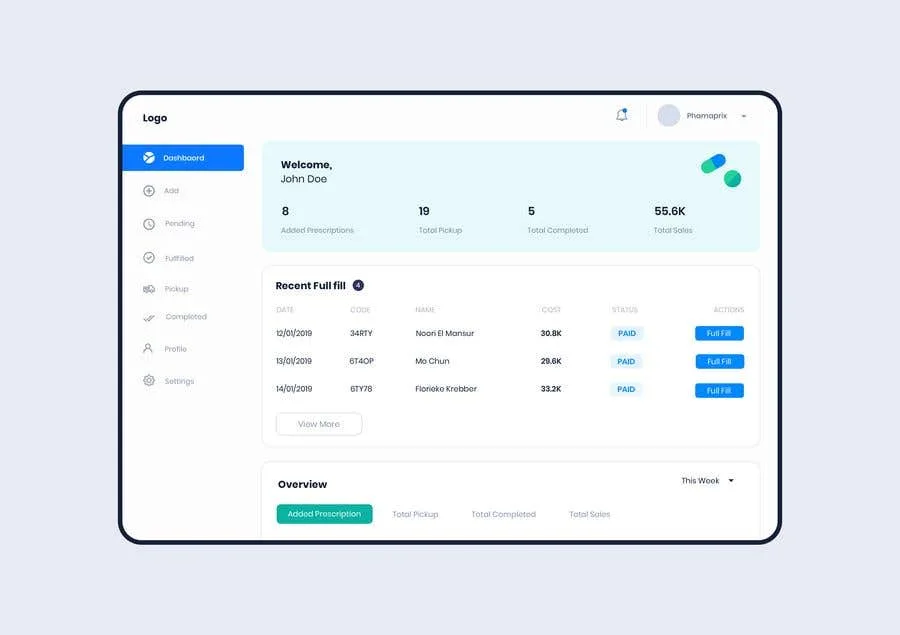 Logo
Phamaprix
Dashbaord
Add
Pending
Fulfilled
Pickup
Completed
Profile
Settings
Welcome,
John Doe
8 19 5 55.6K
Added Prescriptions Total Pickup Total Completed Total Sales
Recent Full fill 4
DATE CODE NAME COST STATUS ACTIONS
12/01/2019 34RTY Noori El Mansur 30.8K PAID Full Fill
13/01/2019 6T4OP Mo Chun 29.6K PAID Full Fill
14/01/2019 6TY78 Florieke Krebber 33.2K PAID Full Fill
View More
Overview This Week
Added Prescription Total Pickup Total Completed Total Sales